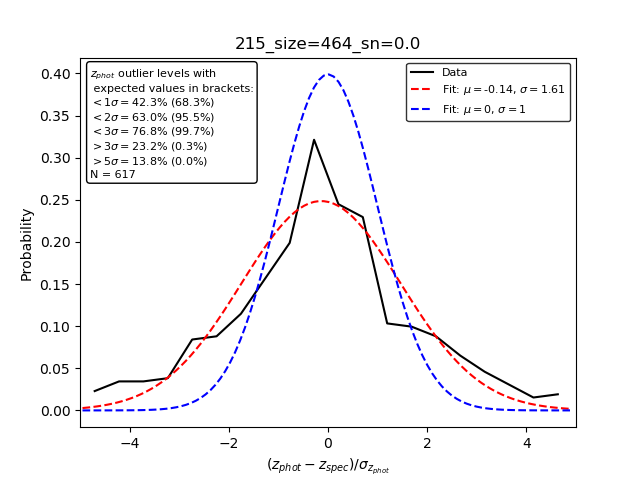 215_size=464_sn=0.0
z_phot outlier levels with
expected values in brackets:
<1σ = 42.3% (68.3%)
<2σ = 63.0% (95.5%)
<3σ = 76.8% (99.7%)
>3σ = 23.2% (0.3%)
>5σ = 13.8% (0.0%)
N = 617
Data
Fit: μ = -0.14, σ = 1.61
Fit: μ = 0, σ = 1
0.40
0.35
0.30
0.25
0.20
0.15
0.10
0.05
0.00
Probability
−4 −2 0 2 4
(z_phot − z_spec)/σ_z_phot